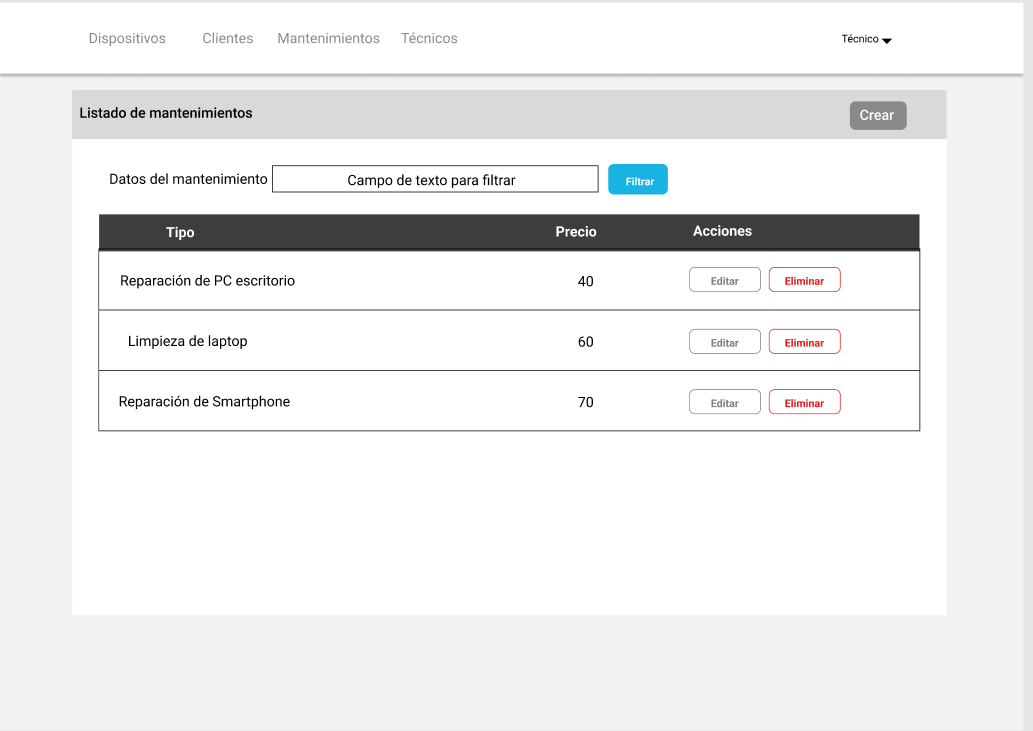 Dispositivos Clientes Mantenimientos Técnicos Técnico
Listado de mantenimientos Crear
Datos del mantenimiento Campo de texto para filtrar Filtrar
Tipo Precio Acciones
Reparación de PC escritorio 40 Editar Eliminar
Limpieza de laptop 60 Editar Eliminar
Reparación de Smartphone 70 Editar Eliminar